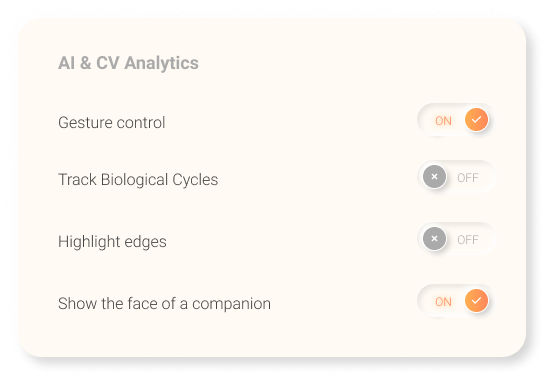 AI & CV Analytics
Gesture control ON
Track Biological Cycles OFF
Highlight edges OFF
Show the face of a companion ON